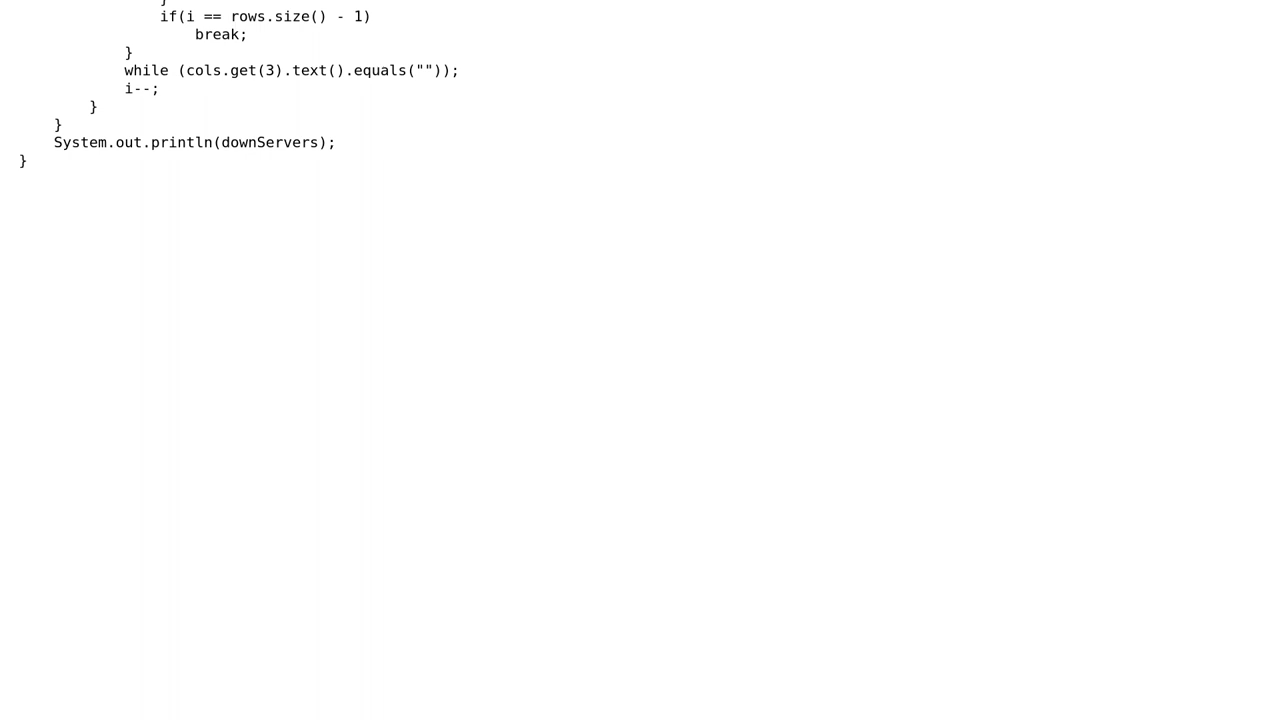 }
if(i == rows.size() - 1)
break;
}
while (cols.get(3).text().equals(""));
i--;
}
}
System.out.println(downServers);
}